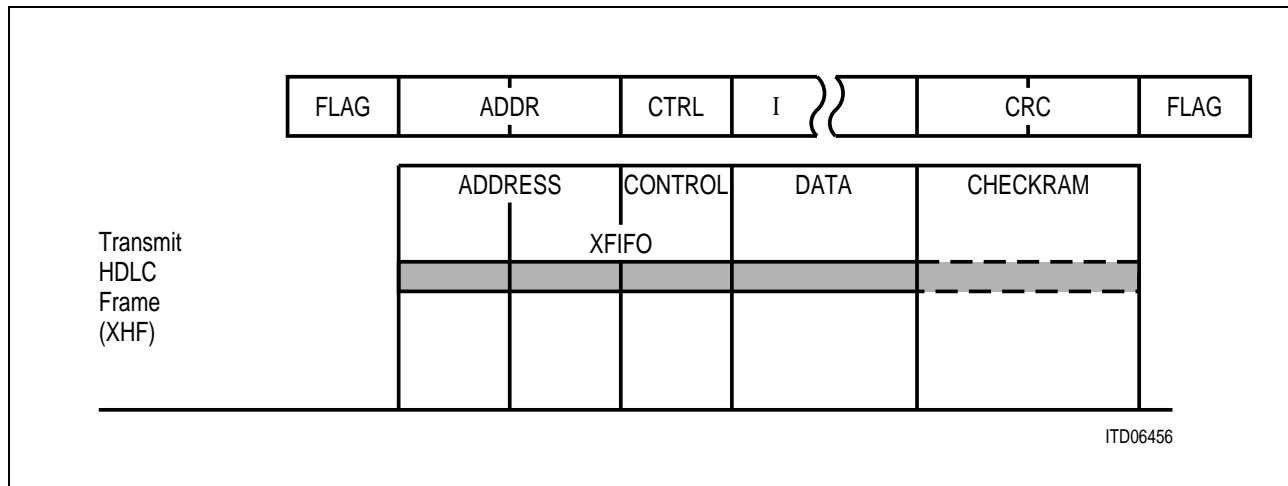 FLAG ADDR CTRL I CRC FLAG
ADDRESS CONTROL DATA CHECKRAM
XFIFO
Transmit
HDLC
Frame
(XHF)
ITD06456